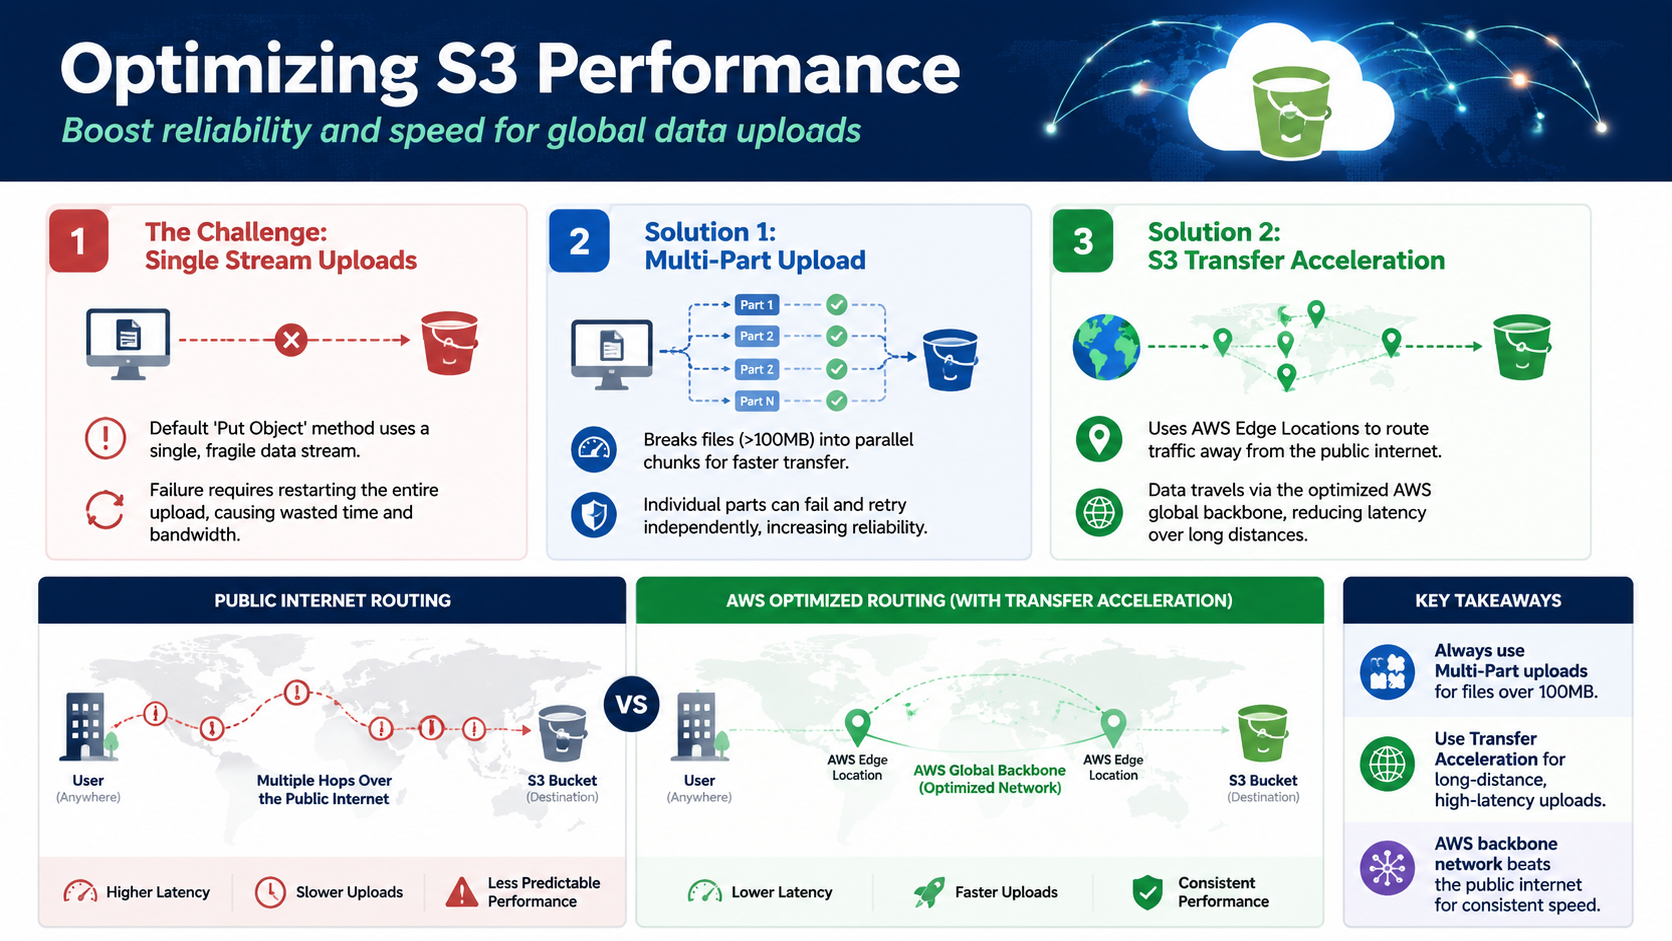 Optimizing S3 Performance
Boost reliability and speed for global data uploads
1
The Challenge:
Single Stream Uploads
Default 'Put Object' method uses a
single, fragile data stream.
Failure requires restarting the entire
upload, causing wasted time and
bandwidth.
2
Solution 1:
Multi-Part Upload
Part 1
Part 2
Part 2
Part N
Breaks files (>100MB) into parallel
chunks for faster transfer.
Individual parts can fail and retry
independently, increasing reliability.
3
Solution 2:
S3 Transfer Acceleration
Uses AWS Edge Locations to route
traffic away from the public internet.
Data travels via the optimized AWS
global backbone, reducing latency
over long distances.
PUBLIC INTERNET ROUTING
User
(Anywhere)
Multiple Hops Over
the Public Internet
S3 Bucket
(Destination)
Higher Latency
Slower Uploads
Less Predictable
Performance
VS
AWS OPTIMIZED ROUTING (WITH TRANSFER ACCELERATION)
User
(Anywhere)
AWS Edge
Location
AWS Global Backbone
(Optimized Network)
AWS Edge
Location
S3 Bucket
(Destination)
Lower Latency
Faster Uploads
Consistent
Performance
KEY TAKEAWAYS
Always use
Multi-Part uploads
for files over 100MB.
Use Transfer
Acceleration for
long-distance,
high-latency uploads.
AWS backbone
network beats
the public internet
for consistent speed.